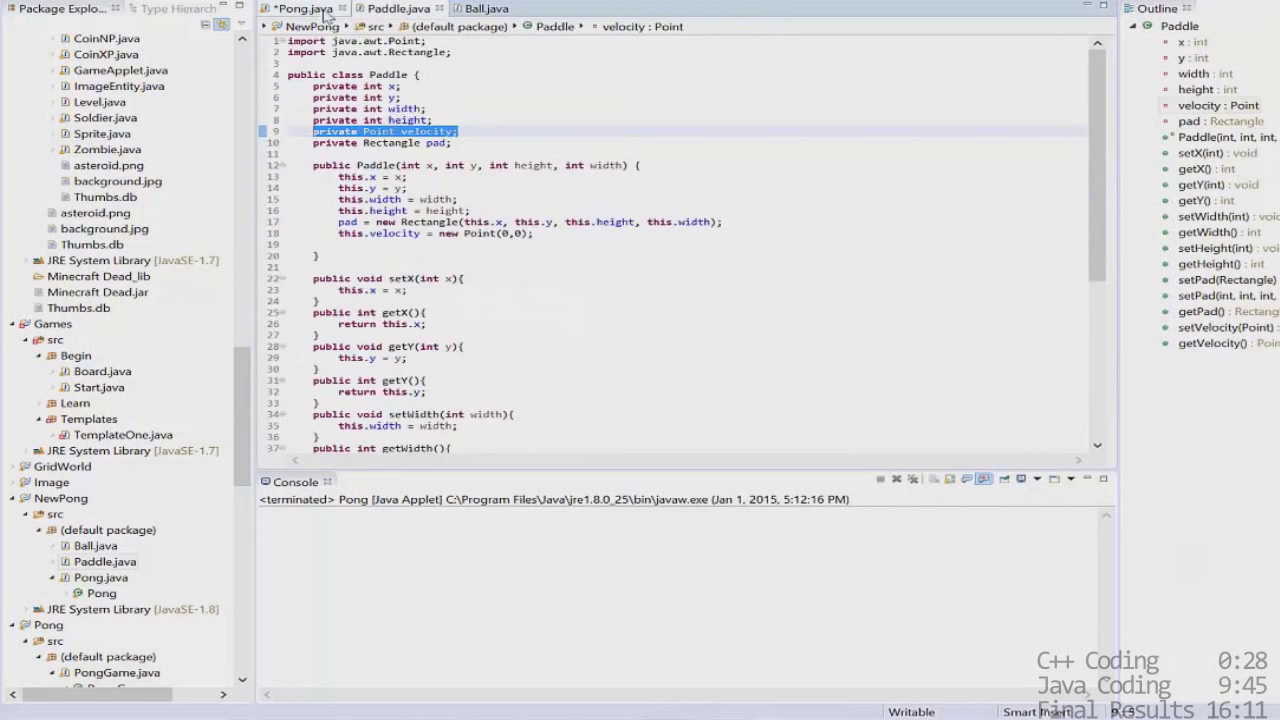 Package Explo...
Type Hierarch
CoinNP.java
CoinXP.java
GameApplet.java
ImageEntity.java
Level.java
Soldier.java
Sprite.java
Zombie.java
asteroid.png
background.jpg
Thumbs.db
asteroid.png
background.jpg
Thumbs.db
JRE System Library [JavaSE-1.7]
Minecraft Dead_lib
Minecraft Dead.jar
Thumbs.db
Games
src
Begin
Board.java
Start.java
Learn
Templates
TemplateOne.java
JRE System Library [JavaSE-1.7]
GridWorld
Image
NewPong
src
(default package)
Ball.java
Paddle.java
Pong.java
Pong
JRE System Library [JavaSE-1.8]
Pong
src
(default package)
PongGame.java
*Pong.java
Paddle.java
Ball.java
NewPong
src
(default package)
Paddle
velocity : Point
1 import java.awt.Point;
2 import java.awt.Rectangle;
3
4 public class Paddle {
5 private int x;
6 private int y;
7 private int width;
8 private int height;
9 private Point velocity;
10 private Rectangle pad;
11
12 public Paddle(int x, int y, int height, int width) {
13 this.x = x;
14 this.y = y;
15 this.width = width;
16 this.height = height;
17 pad = new Rectangle(this.x, this.y, this.height, this.width);
18 this.velocity = new Point(0,0);
19
20 }
21
22 public void setX(int x){
23 this.x = x;
24 }
25 public int getX(){
26 return this.x;
27 }
28 public void getY(int y){
29 this.y = y;
30 }
31 public int getY(){
32 return this.y;
33 }
34 public void setWidth(int width){
35 this.width = width;
36 }
37 public int getWidth(){
Console
<terminated> Pong [Java Applet] C:\Program Files\Java\jre1.8.0_25\bin\javaw.exe (Jan 1, 2015, 5:12:16 PM)
Outline
Paddle
x : int
y : int
width : int
height : int
velocity : Point
pad : Rectangle
Paddle(int, int,
setX(int) : void
getX() : int
getY(int) : void
getY() : int
setWidth(int) : void
getWidth() : int
setHeight(int) : void
getHeight() : int
setPad(Rectangle)
setPad(int, int, int,
getPad() : Rectang
setVelocity(Point) :
getVelocity() : Poin
C++ Coding 0:28
Java Coding 9:45
Final Results 16:11
Writable
Smart Insert